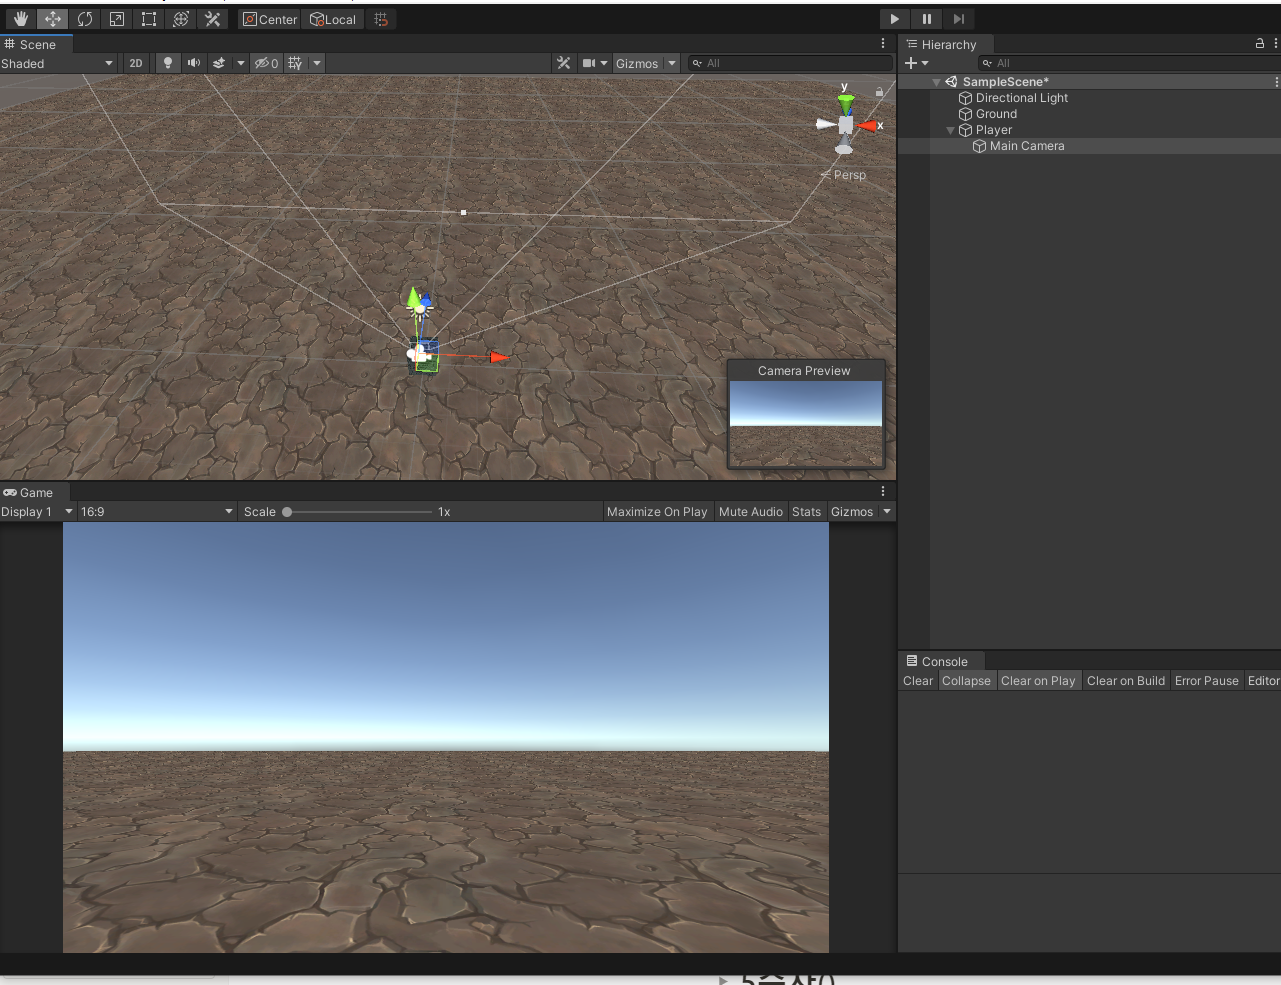 Center
Local
Scene
Shaded
2D
0
Gizmos
All
y
x
Persp
Camera Preview
Hierarchy
All
SampleScene*
Directional Light
Ground
Player
Main Camera
Game
Display 1
16:9
Scale
1x
Maximize On Play
Mute Audio
Stats
Gizmos
Console
Clear
Collapse
Clear on Play
Clear on Build
Error Pause
Editor